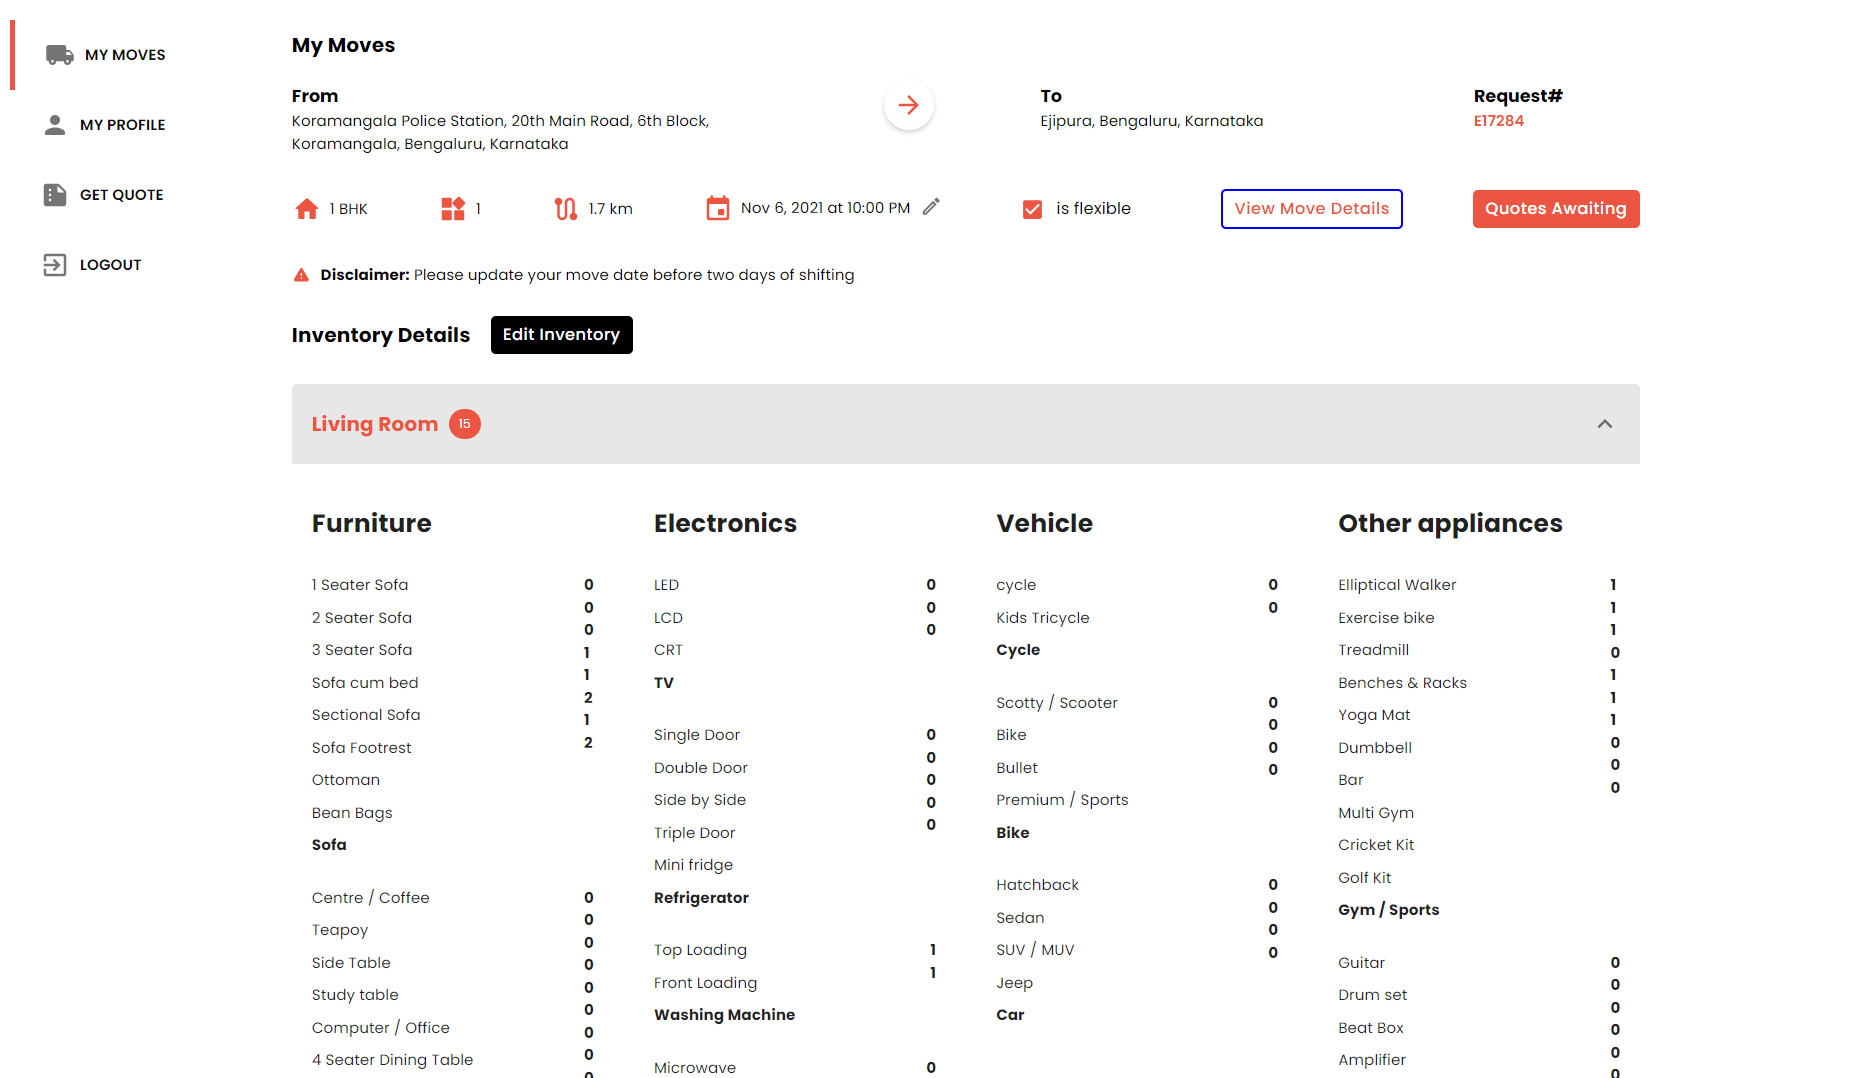 MY MOVES
MY PROFILE
GET QUOTE
LOGOUT
My Moves
From
Koramangala Police Station, 20th Main Road, 6th Block,
Koramangala, Bengaluru, Karnataka
To
Ejipura, Bengaluru, Karnataka
Request#
E17284
1 BHK
1
1.7 km
Nov 6, 2021 at 10:00 PM
is flexible
View Move Details
Quotes Awaiting
Disclaimer: Please update your move date before two days of shifting
Inventory Details
Edit Inventory
Living Room 15
Furniture
1 Seater Sofa
2 Seater Sofa
3 Seater Sofa
Sofa cum bed
Sectional Sofa
Sofa Footrest
Ottoman
Bean Bags
Sofa
0
0
0
1
1
2
1
2
Centre / Coffee
Teapoy
Side Table
Study table
Computer / Office
4 Seater Dining Table
0
0
0
0
0
0
0
0
0
Electronics
LED
LCD
CRT
TV
0
0
0
Single Door
Double Door
Side by Side
Triple Door
Mini fridge
Refrigerator
0
0
0
0
0
Top Loading
Front Loading
Washing Machine
1
1
Microwave
0
Vehicle
cycle
Kids Tricycle
Cycle
0
0
Scotty / Scooter
Bike
Bullet
Premium / Sports
Bike
0
0
0
0
Hatchback
Sedan
SUV / MUV
Jeep
Car
0
0
0
0
Other appliances
Elliptical Walker
Exercise bike
Treadmill
Benches & Racks
Yoga Mat
Dumbbell
Bar
Multi Gym
Cricket Kit
Golf Kit
Gym / Sports
1
1
1
0
1
1
1
0
0
0
Guitar
Drum set
Beat Box
Amplifier
0
0
0
0
0
0